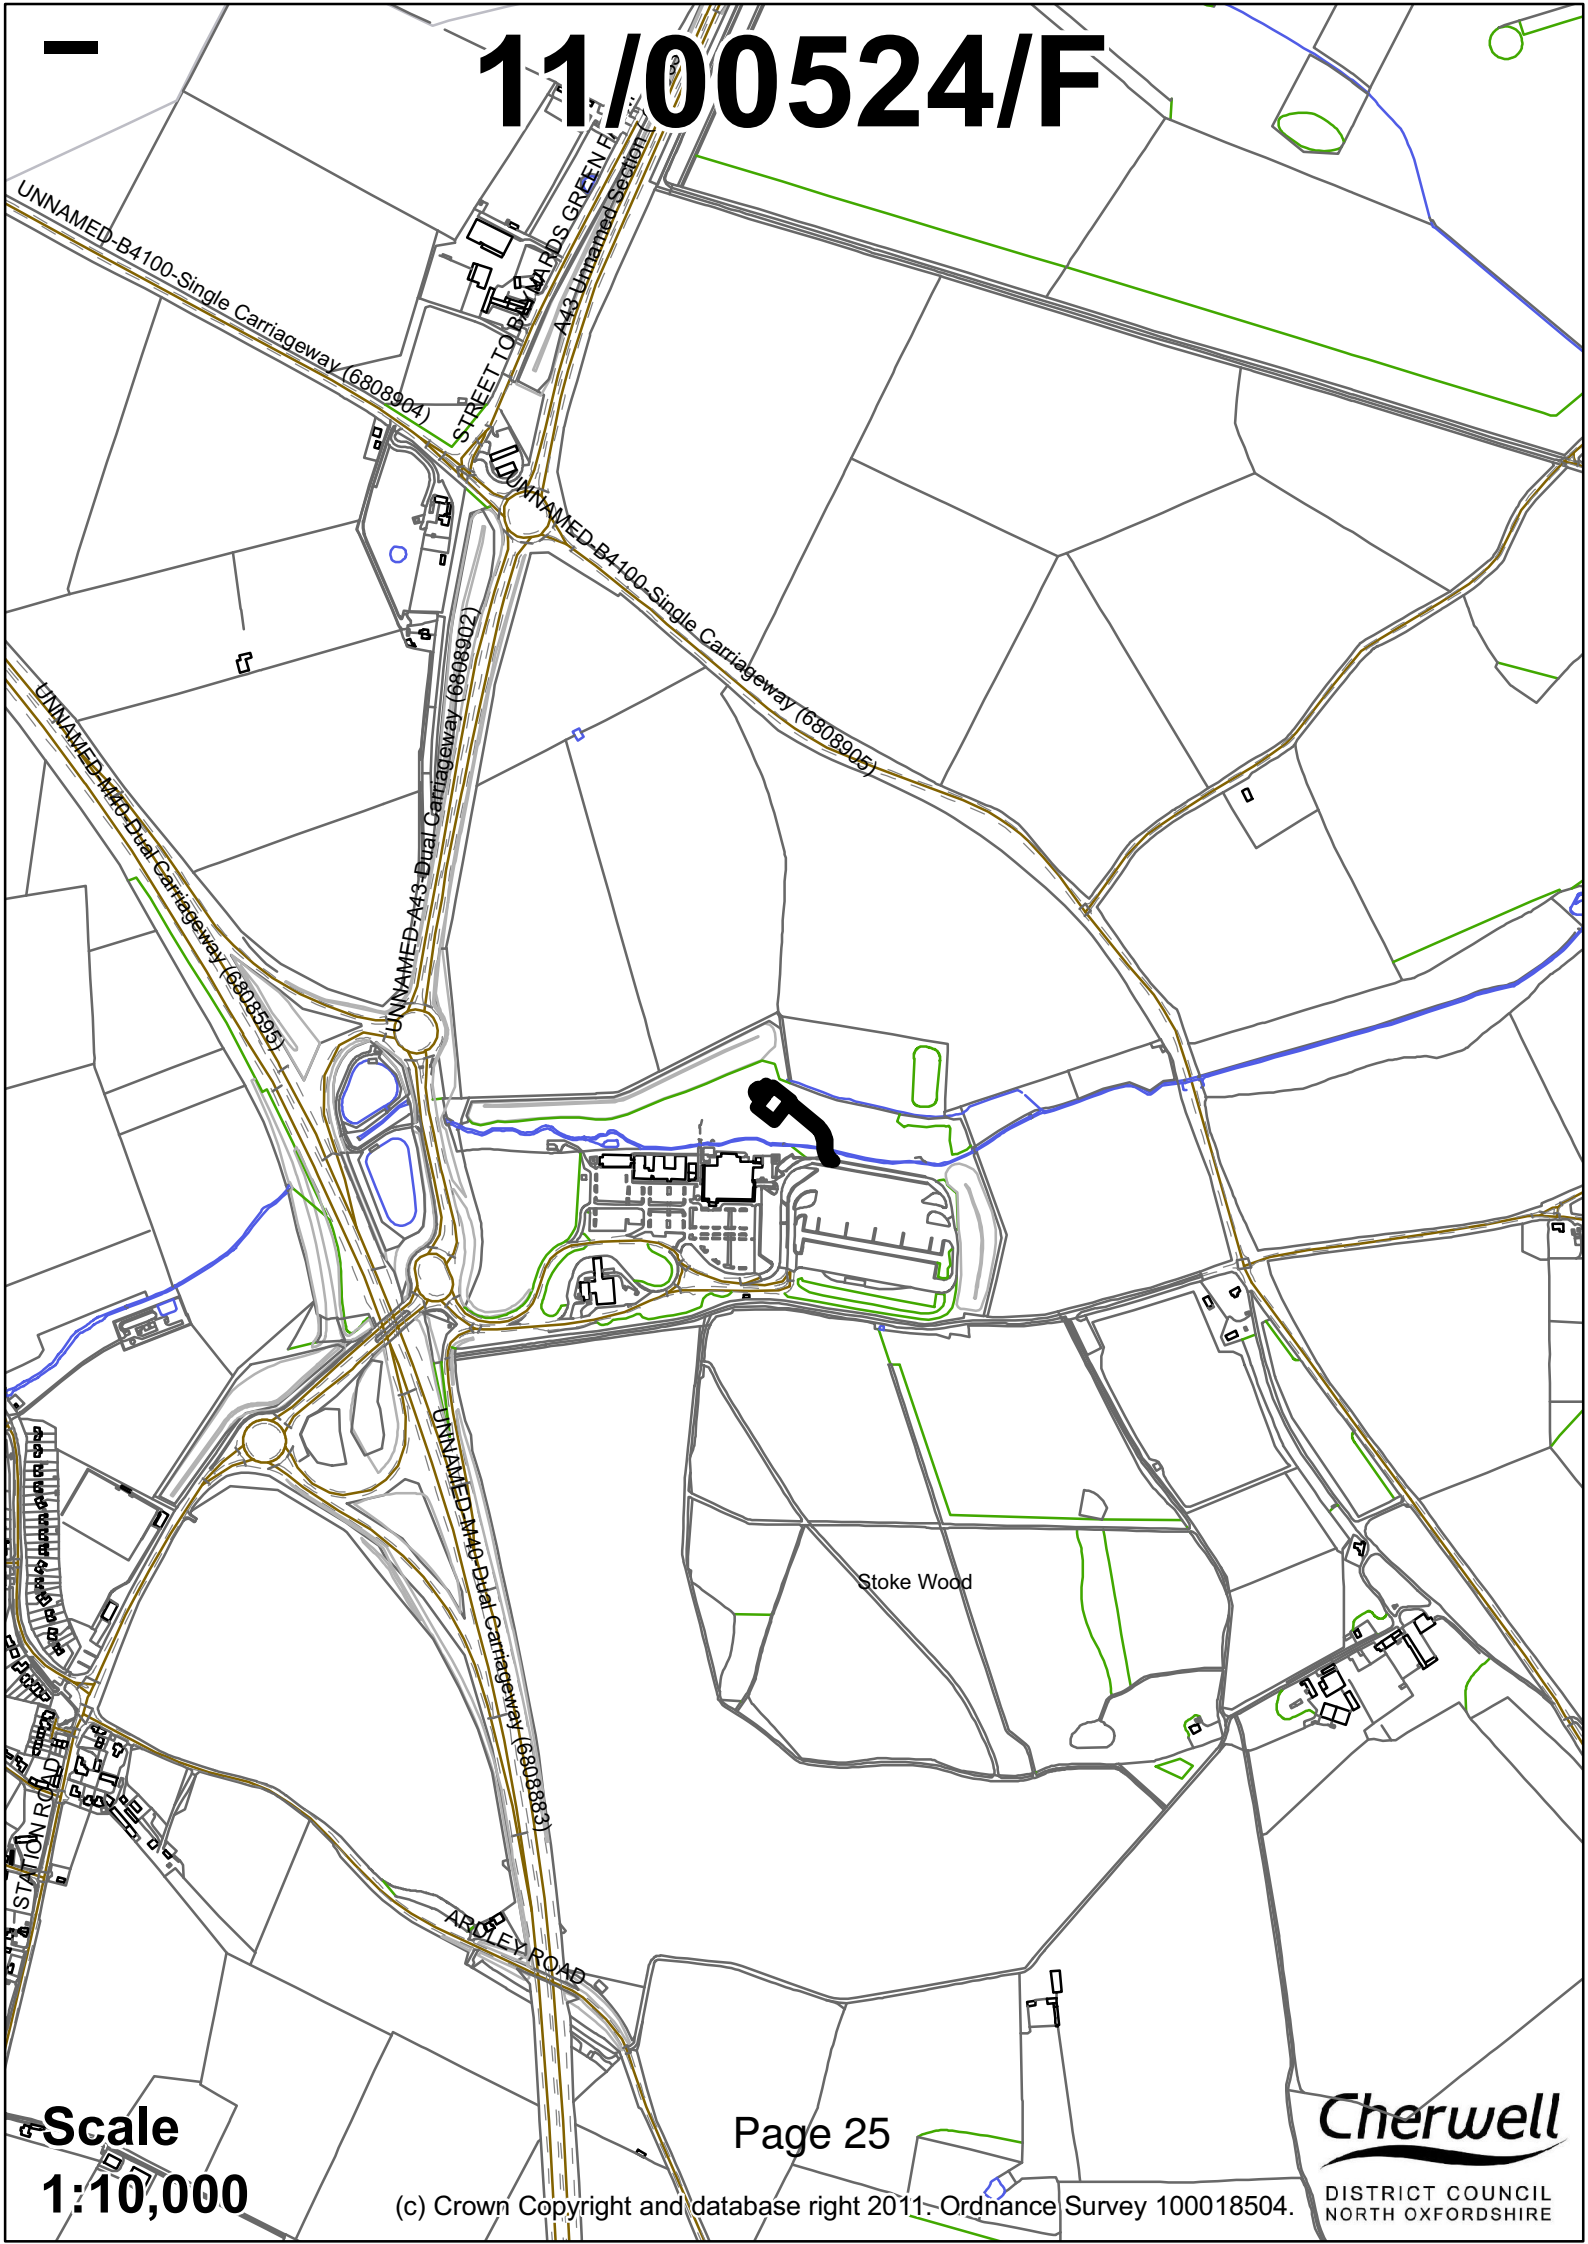 11/00524/F
UNNAMED-B4100-Single Carriageway (6808904)
STREET TO BAYNARDS GREEN
A43 Unnamed Section (
UNNAMED-B4100-Single Carriageway (6808905)
UNNAMED-A43-Dual Carriageway (6808902)
UNNAMED-M40-Dual Carriageway (6808595)
UNNAMED-M40-Dual Carriageway (6808883)
Stoke Wood
STATION ROAD
ARDLEY ROAD
Scale
1:10,000
Page 25
(c) Crown Copyright and database right 2011. Ordnance Survey 100018504.
Cherwell
DISTRICT COUNCIL
NORTH OXFORDSHIRE